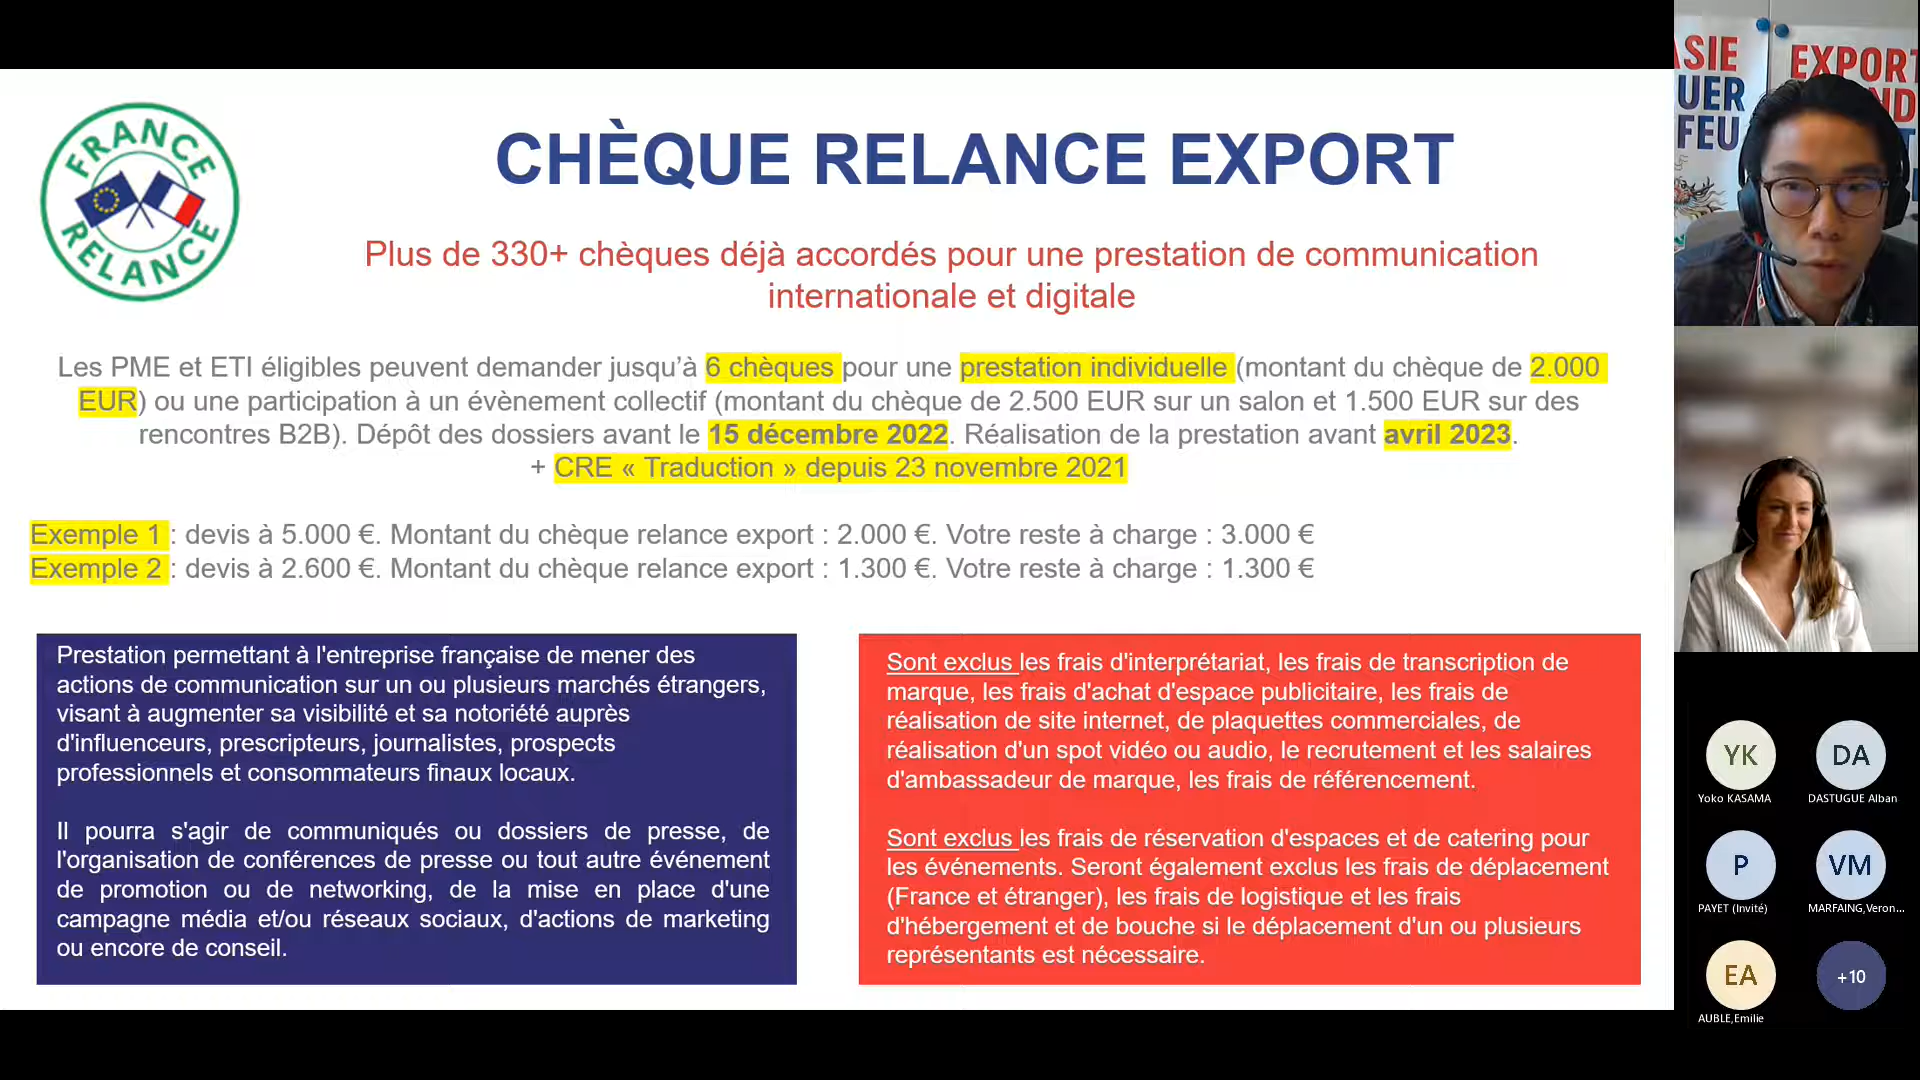 FRANCE
RELANCE
CHÈQUE RELANCE EXPORT
Plus de 330+ chèques déjà accordés pour une prestation de communication
internationale et digitale
Les PME et ETI éligibles peuvent demander jusqu’à 6 chèques pour une prestation individuelle (montant du chèque de 2.000
EUR) ou une participation à un évènement collectif (montant du chèque de 2.500 EUR sur un salon et 1.500 EUR sur des
rencontres B2B). Dépôt des dossiers avant le 15 décembre 2022. Réalisation de la prestation avant avril 2023.
+ CRE « Traduction » depuis 23 novembre 2021
Exemple 1 : devis à 5.000 €. Montant du chèque relance export : 2.000 €. Votre reste à charge : 3.000 €
Exemple 2 : devis à 2.600 €. Montant du chèque relance export : 1.300 €. Votre reste à charge : 1.300 €
Prestation permettant à l'entreprise française de mener des
actions de communication sur un ou plusieurs marchés étrangers,
visant à augmenter sa visibilité et sa notoriété auprès
d'influenceurs, prescripteurs, journalistes, prospects
professionnels et consommateurs finaux locaux.
Il pourra s'agir de communiqués ou dossiers de presse, de
l'organisation de conférences de presse ou tout autre événement
de promotion ou de networking, de la mise en place d'une
campagne média et/ou réseaux sociaux, d'actions de marketing
ou encore de conseil.
Sont exclus les frais d'interprétariat, les frais de transcription de
marque, les frais d'achat d'espace publicitaire, les frais de
réalisation de site internet, de plaquettes commerciales, de
réalisation d'un spot vidéo ou audio, le recrutement et les salaires
d'ambassadeur de marque, les frais de référencement.
Sont exclus les frais de réservation d'espaces et de catering pour
les événements. Seront également exclus les frais de déplacement
(France et étranger), les frais de logistique et les frais
d'hébergement et de bouche si le déplacement d'un ou plusieurs
représentants est nécessaire.
ASIE
UER
FEU
EXPORT
YK
Yoko KASAMA
DA
DASTUGUE Alban
P
PAYET (Invité)
VM
MARFAING,Veron...
EA
AUBLE,Emilie
+10